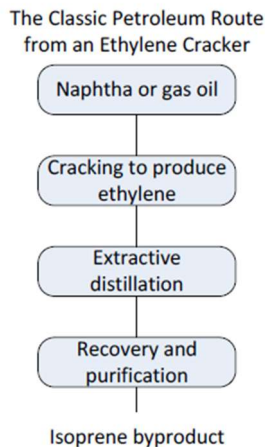 The Classic Petroleum Route
from an Ethylene Cracker
Naphtha or gas oil
Cracking to produce
ethylene
Extractive
distillation
Recovery and
purification
Isoprene byproduct